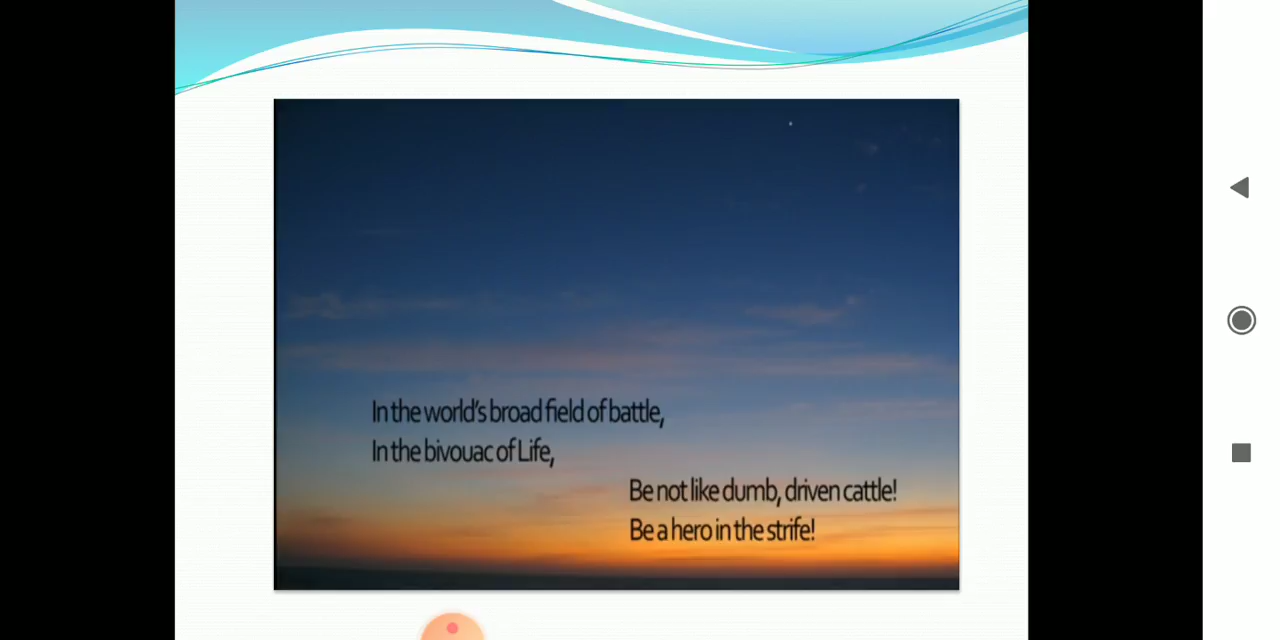 In the world's broad field of battle,
In the bivouac of Life,
Be not like dumb, driven cattle!
Be a hero in the strife!